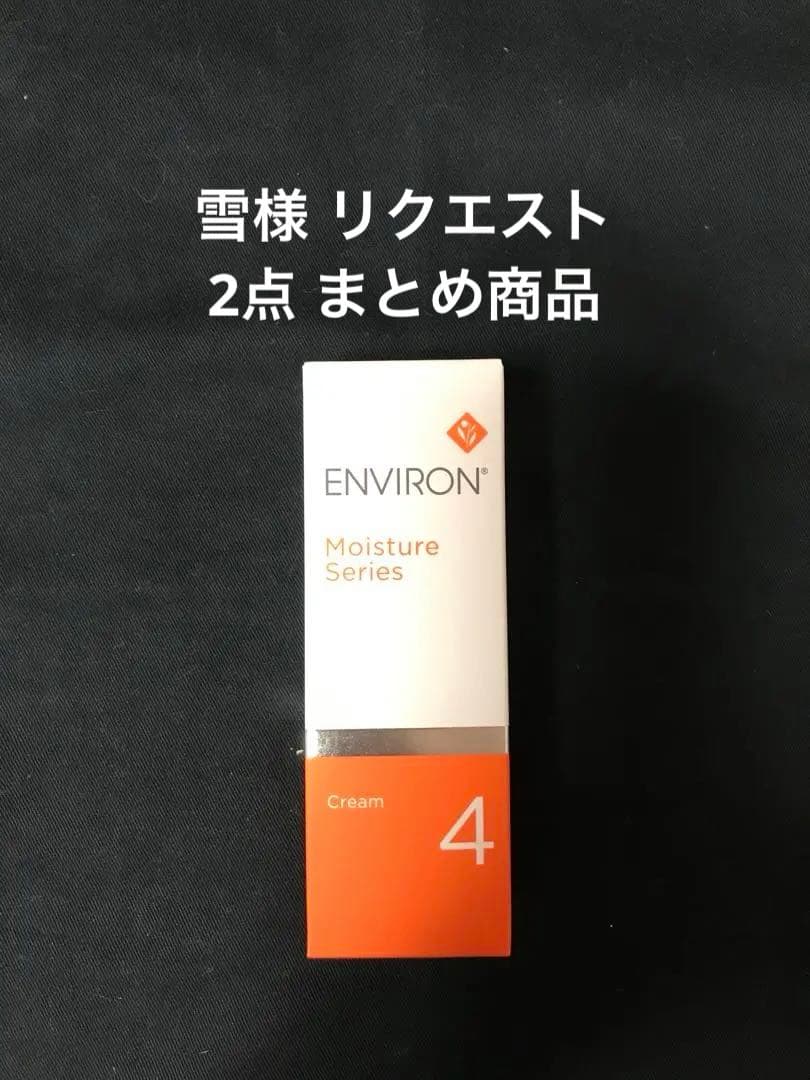 雪様 リクエスト
2点 まとめ商品
ENVIRON®
Moisture
Series
Cream
4